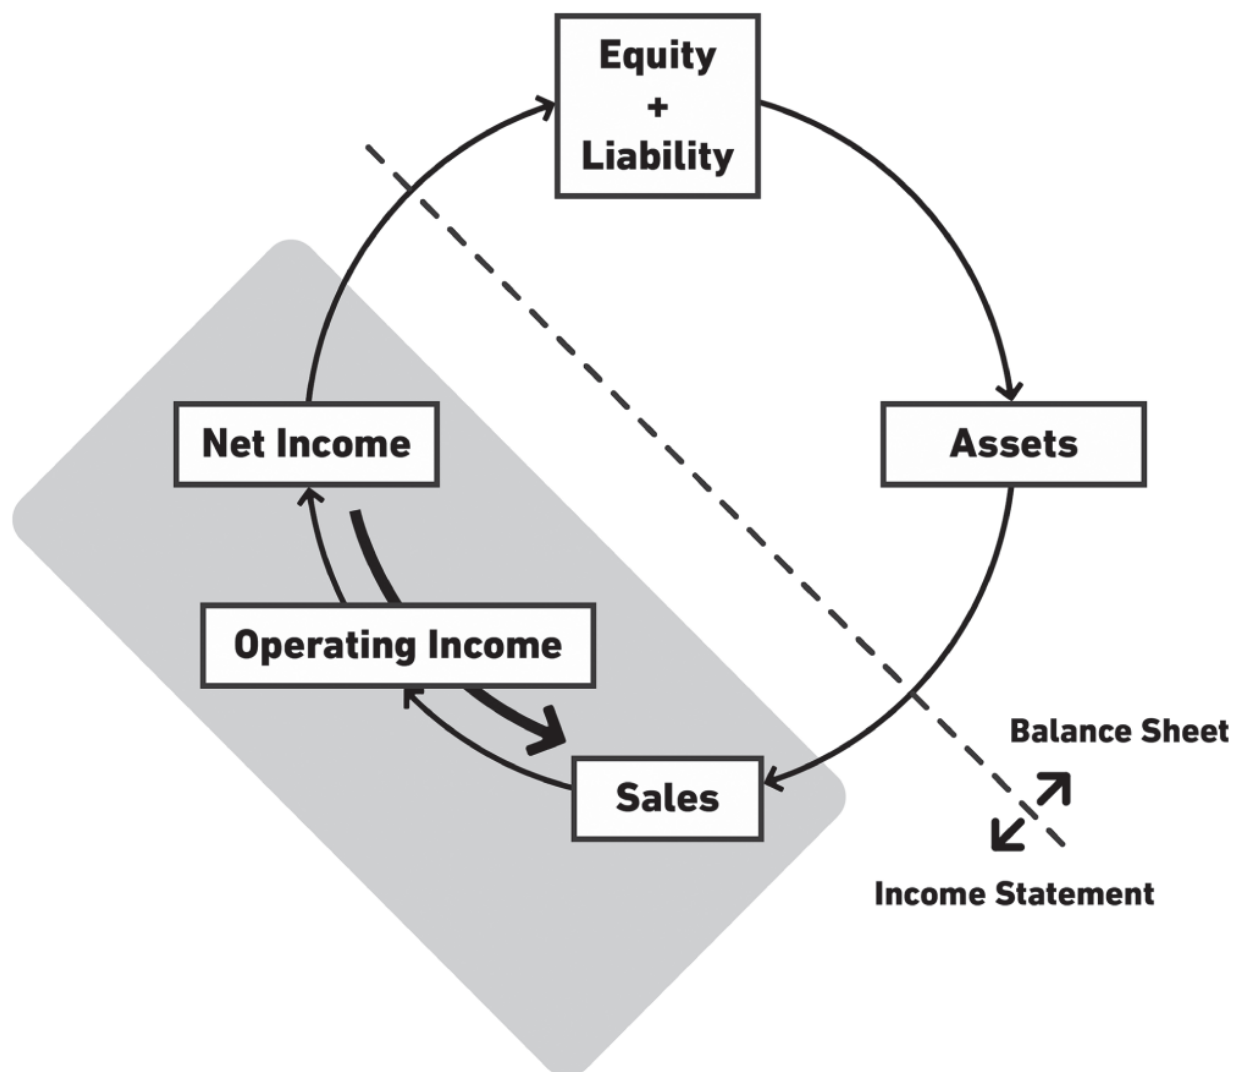 Equity
+
Liability
Net Income
Assets
Operating Income
Sales
Balance Sheet
Income Statement